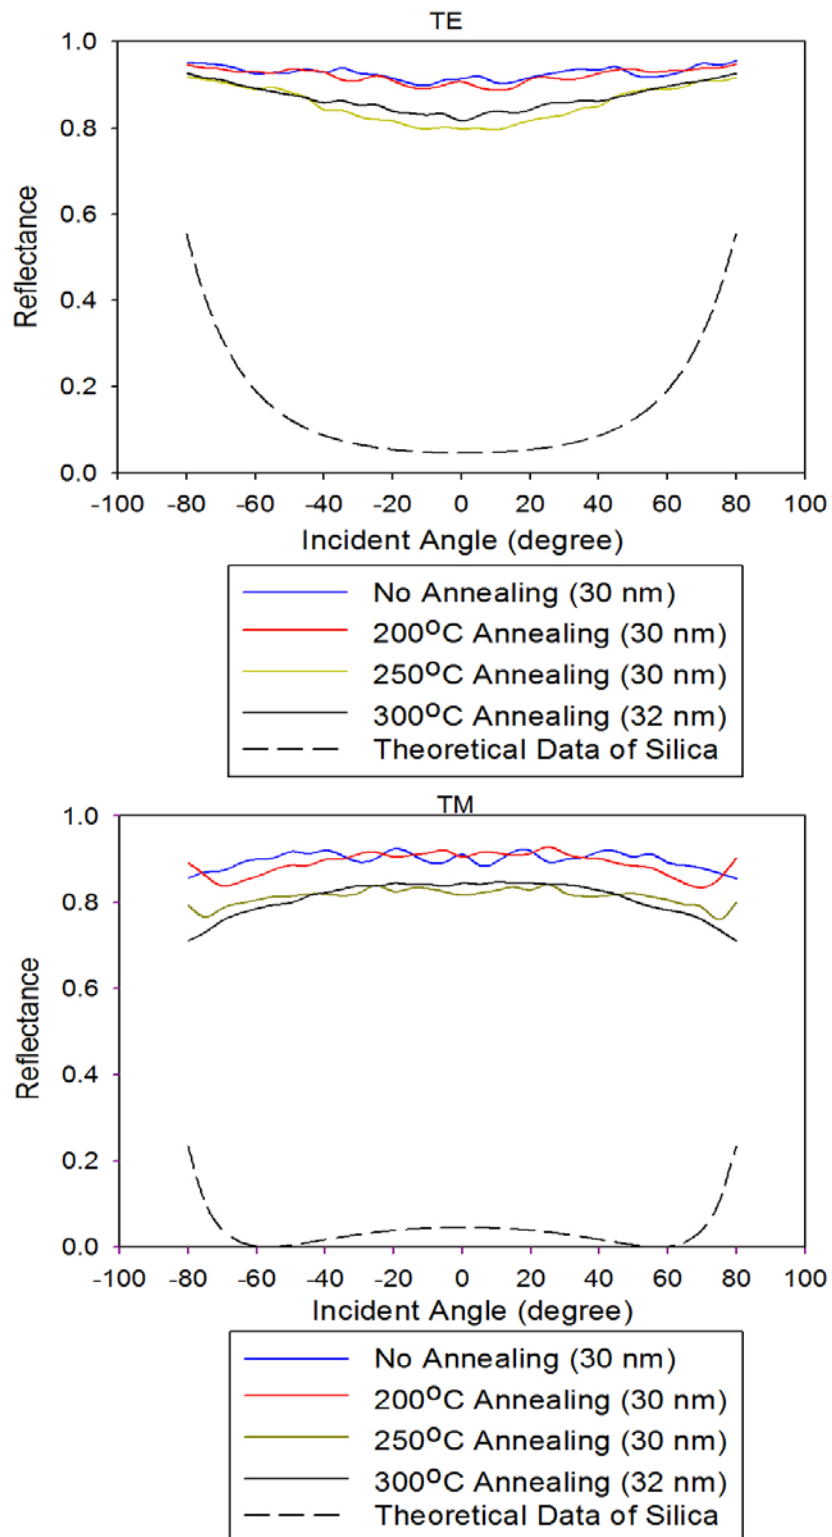 TE
1.0
0.8
0.6
0.4
0.2
0.0
Reflectance
-100 -80 -60 -40 -20 0 20 40 60 80 100
Incident Angle (degree)
No Annealing (30 nm)
200ºC Annealing (30 nm)
250ºC Annealing (30 nm)
300ºC Annealing (32 nm)
Theoretical Data of Silica
TM
1.0
0.8
0.6
0.4
0.2
0.0
Reflectance
-100 -80 -60 -40 -20 0 20 40 60 80 100
Incident Angle (degree)
No Annealing (30 nm)
200ºC Annealing (30 nm)
250ºC Annealing (30 nm)
300ºC Annealing (32 nm)
Theoretical Data of Silica